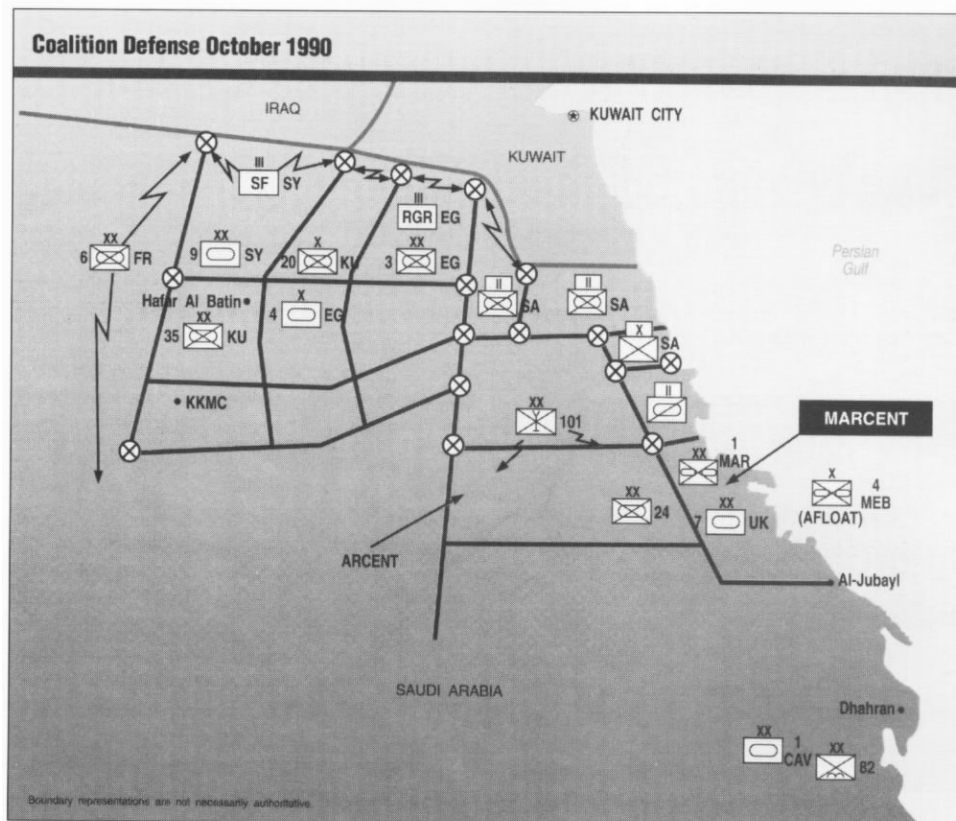 Coalition Defense October 1990
IRAQ
KUWAIT CITY
KUWAIT
III
SF SY
III
RGR EG
Persian
Gulf
XX
6 FR
XX
9 SY
X
20 KU
XX
3 EG
II
SA
II
SA
Hafar Al Batin
X
4 EG
XX
35 KU
X
SA
KKMC
II
XX
101
MARCENT
1
XX MAR
X 4
MEB
(AFLOAT)
XX
24
XX
7 UK
ARCENT
Al-Jubayl
SAUDI ARABIA
Dhahran
XX
1
CAV
XX
82
Boundary representations are not necessarily authoritative.